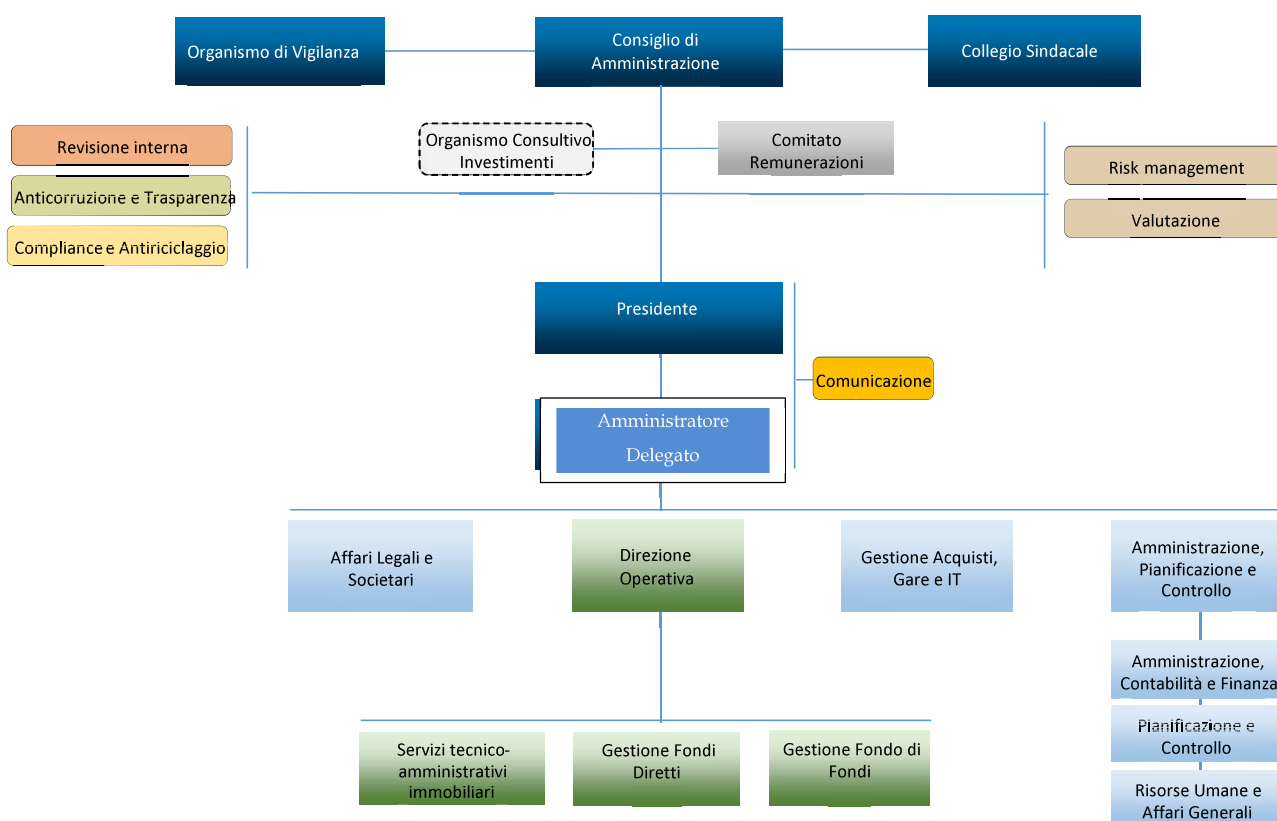 Organismo di Vigilanza
Consiglio di
Amministrazione
Collegio Sindacale
Revisione interna
Anticorruzione e Trasparenza
Compliance e Antiriciclaggio
Organismo Consultivo
Investimenti
Comitato
Remunerazioni
Risk management
Valutazione
Presidente
Comunicazione
Amministratore
Delegato
Affari Legali e
Societari
Direzione
Operativa
Gestione Acquisti,
Gare e IT
Amministrazione,
Pianificazione e
Controllo
Amministrazione,
Contabilità e Finanza
Pianificazione e
Controllo
Risorse Umane e
Affari Generali
Servizi tecnico-
amministrativi
immobiliari
Gestione Fondi
Diretti
Gestione Fondo di
Fondi